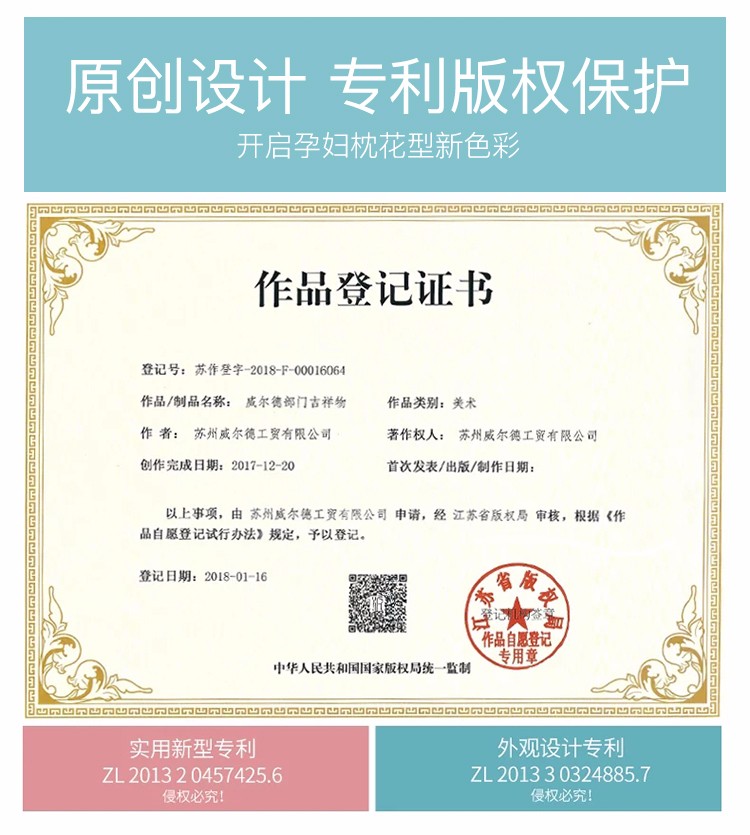 原创设计 专利版权保护
开启孕妇枕花型新色彩
作品登记证书
登记号：苏作登字-2018-F-00016064
作品/制品名称：威尔德部门吉祥物 作品类别：美术
作者：苏州威尔德工贸有限公司 著作权人：苏州威尔德工贸有限公司
创作完成日期：2017-12-20 首次发表/出版/制作日期：
以上事项，由 苏州威尔德工贸有限公司 申请，经 江苏省版权局 审核，根据《作
品自愿登记试行办法》规定，予以登记。
登记日期：2018-01-16
江苏省版权局
登记机构签章
作品自愿登记
专用章
中华人民共和国国家版权局统一监制
实用新型专利
ZL 2013 2 0457425.6
侵权必究！
外观设计专利
ZL 2013 3 0324885.7
侵权必究！